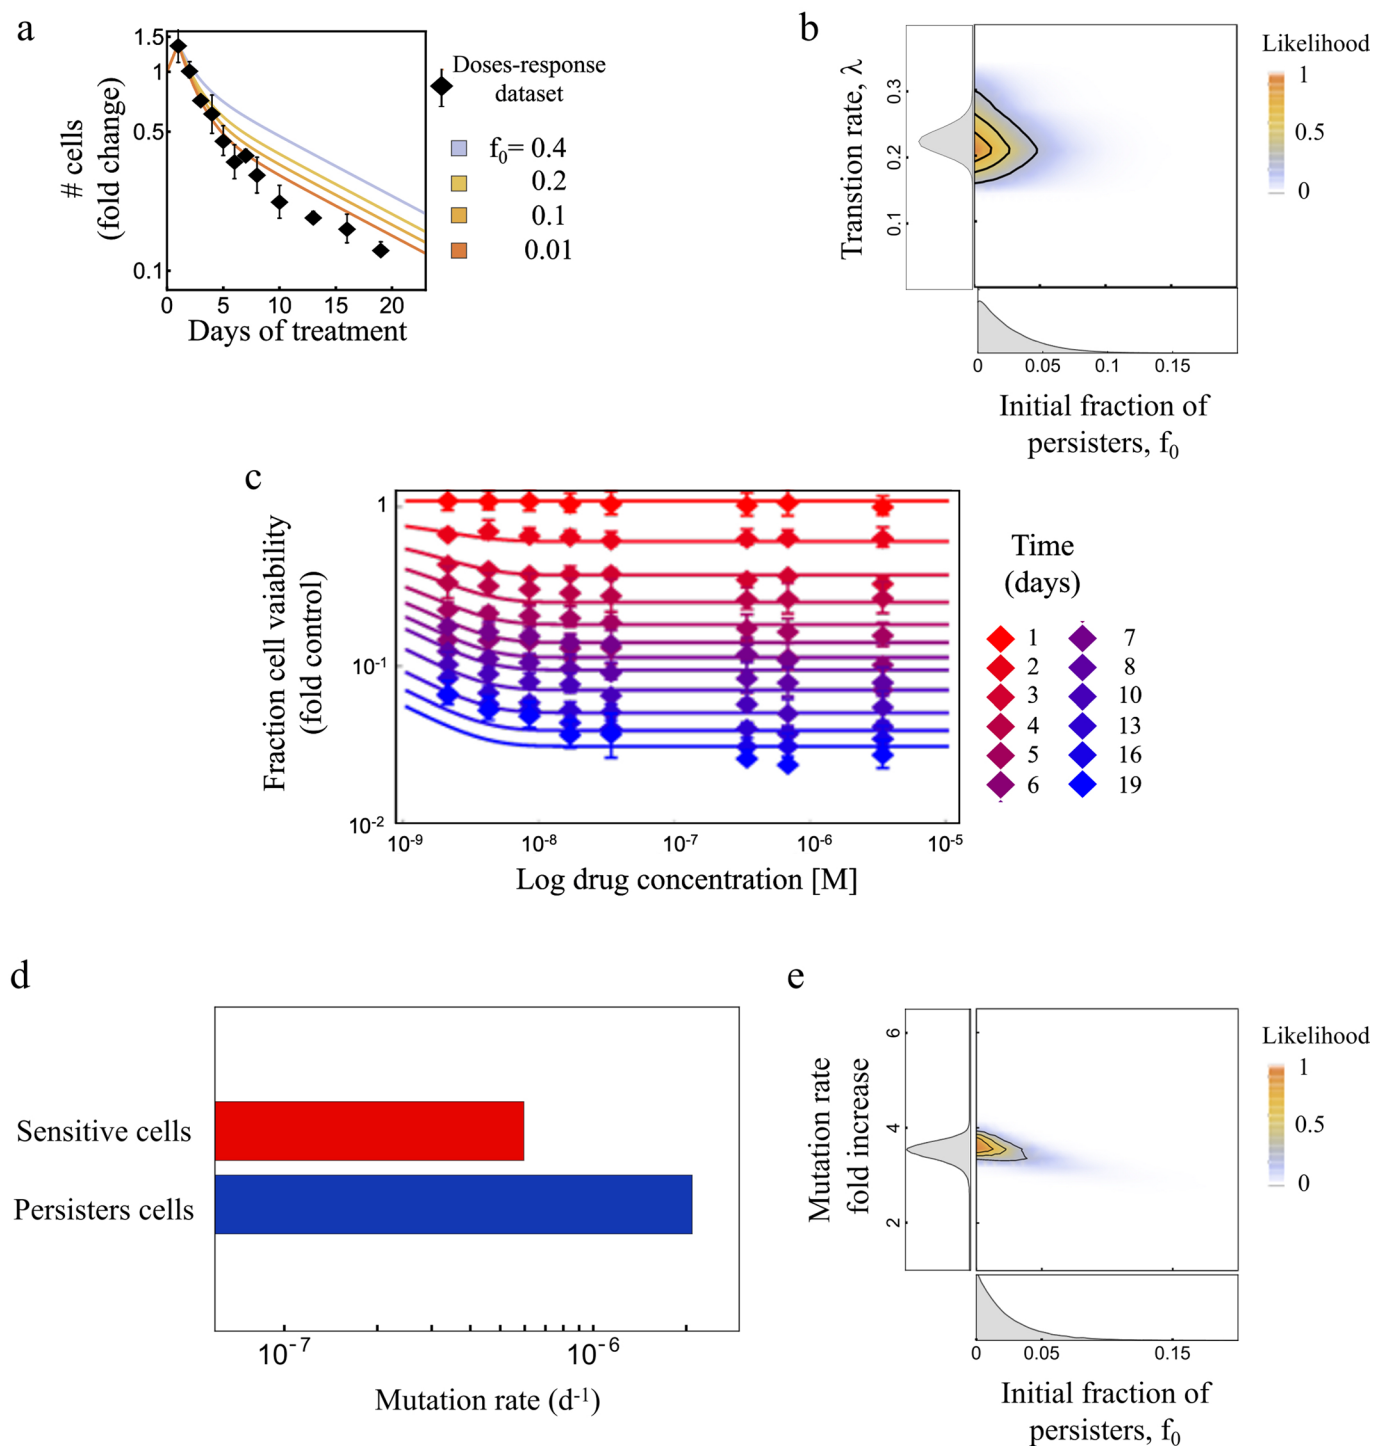 a
1.5
1
0.5
0.1
# cells
(fold change)
0
5
10
15
20
Days of treatment
Doses-response
dataset
f0= 0.4
0.2
0.1
0.01
b
Transtion rate, λ
0.3
0.2
0.1
0
0.05
0.1
0.15
Initial fraction of
persisters, f0
Likelihood
1
0.5
0
c
Fraction cell vaiability
(fold control)
1
10-1
10-2
10-9
10-8
10-7
10-6
10-5
Log drug concentration [M]
Time
(days)
1
2
3
4
5
6
7
8
10
13
16
19
d
Sensitive cells
Persisters cells
10-7
10-6
Mutation rate (d-1)
e
Mutation rate
fold increase
6
4
2
0
0.05
0.15
Initial fraction of
persisters, f0
Likelihood
1
0.5
0